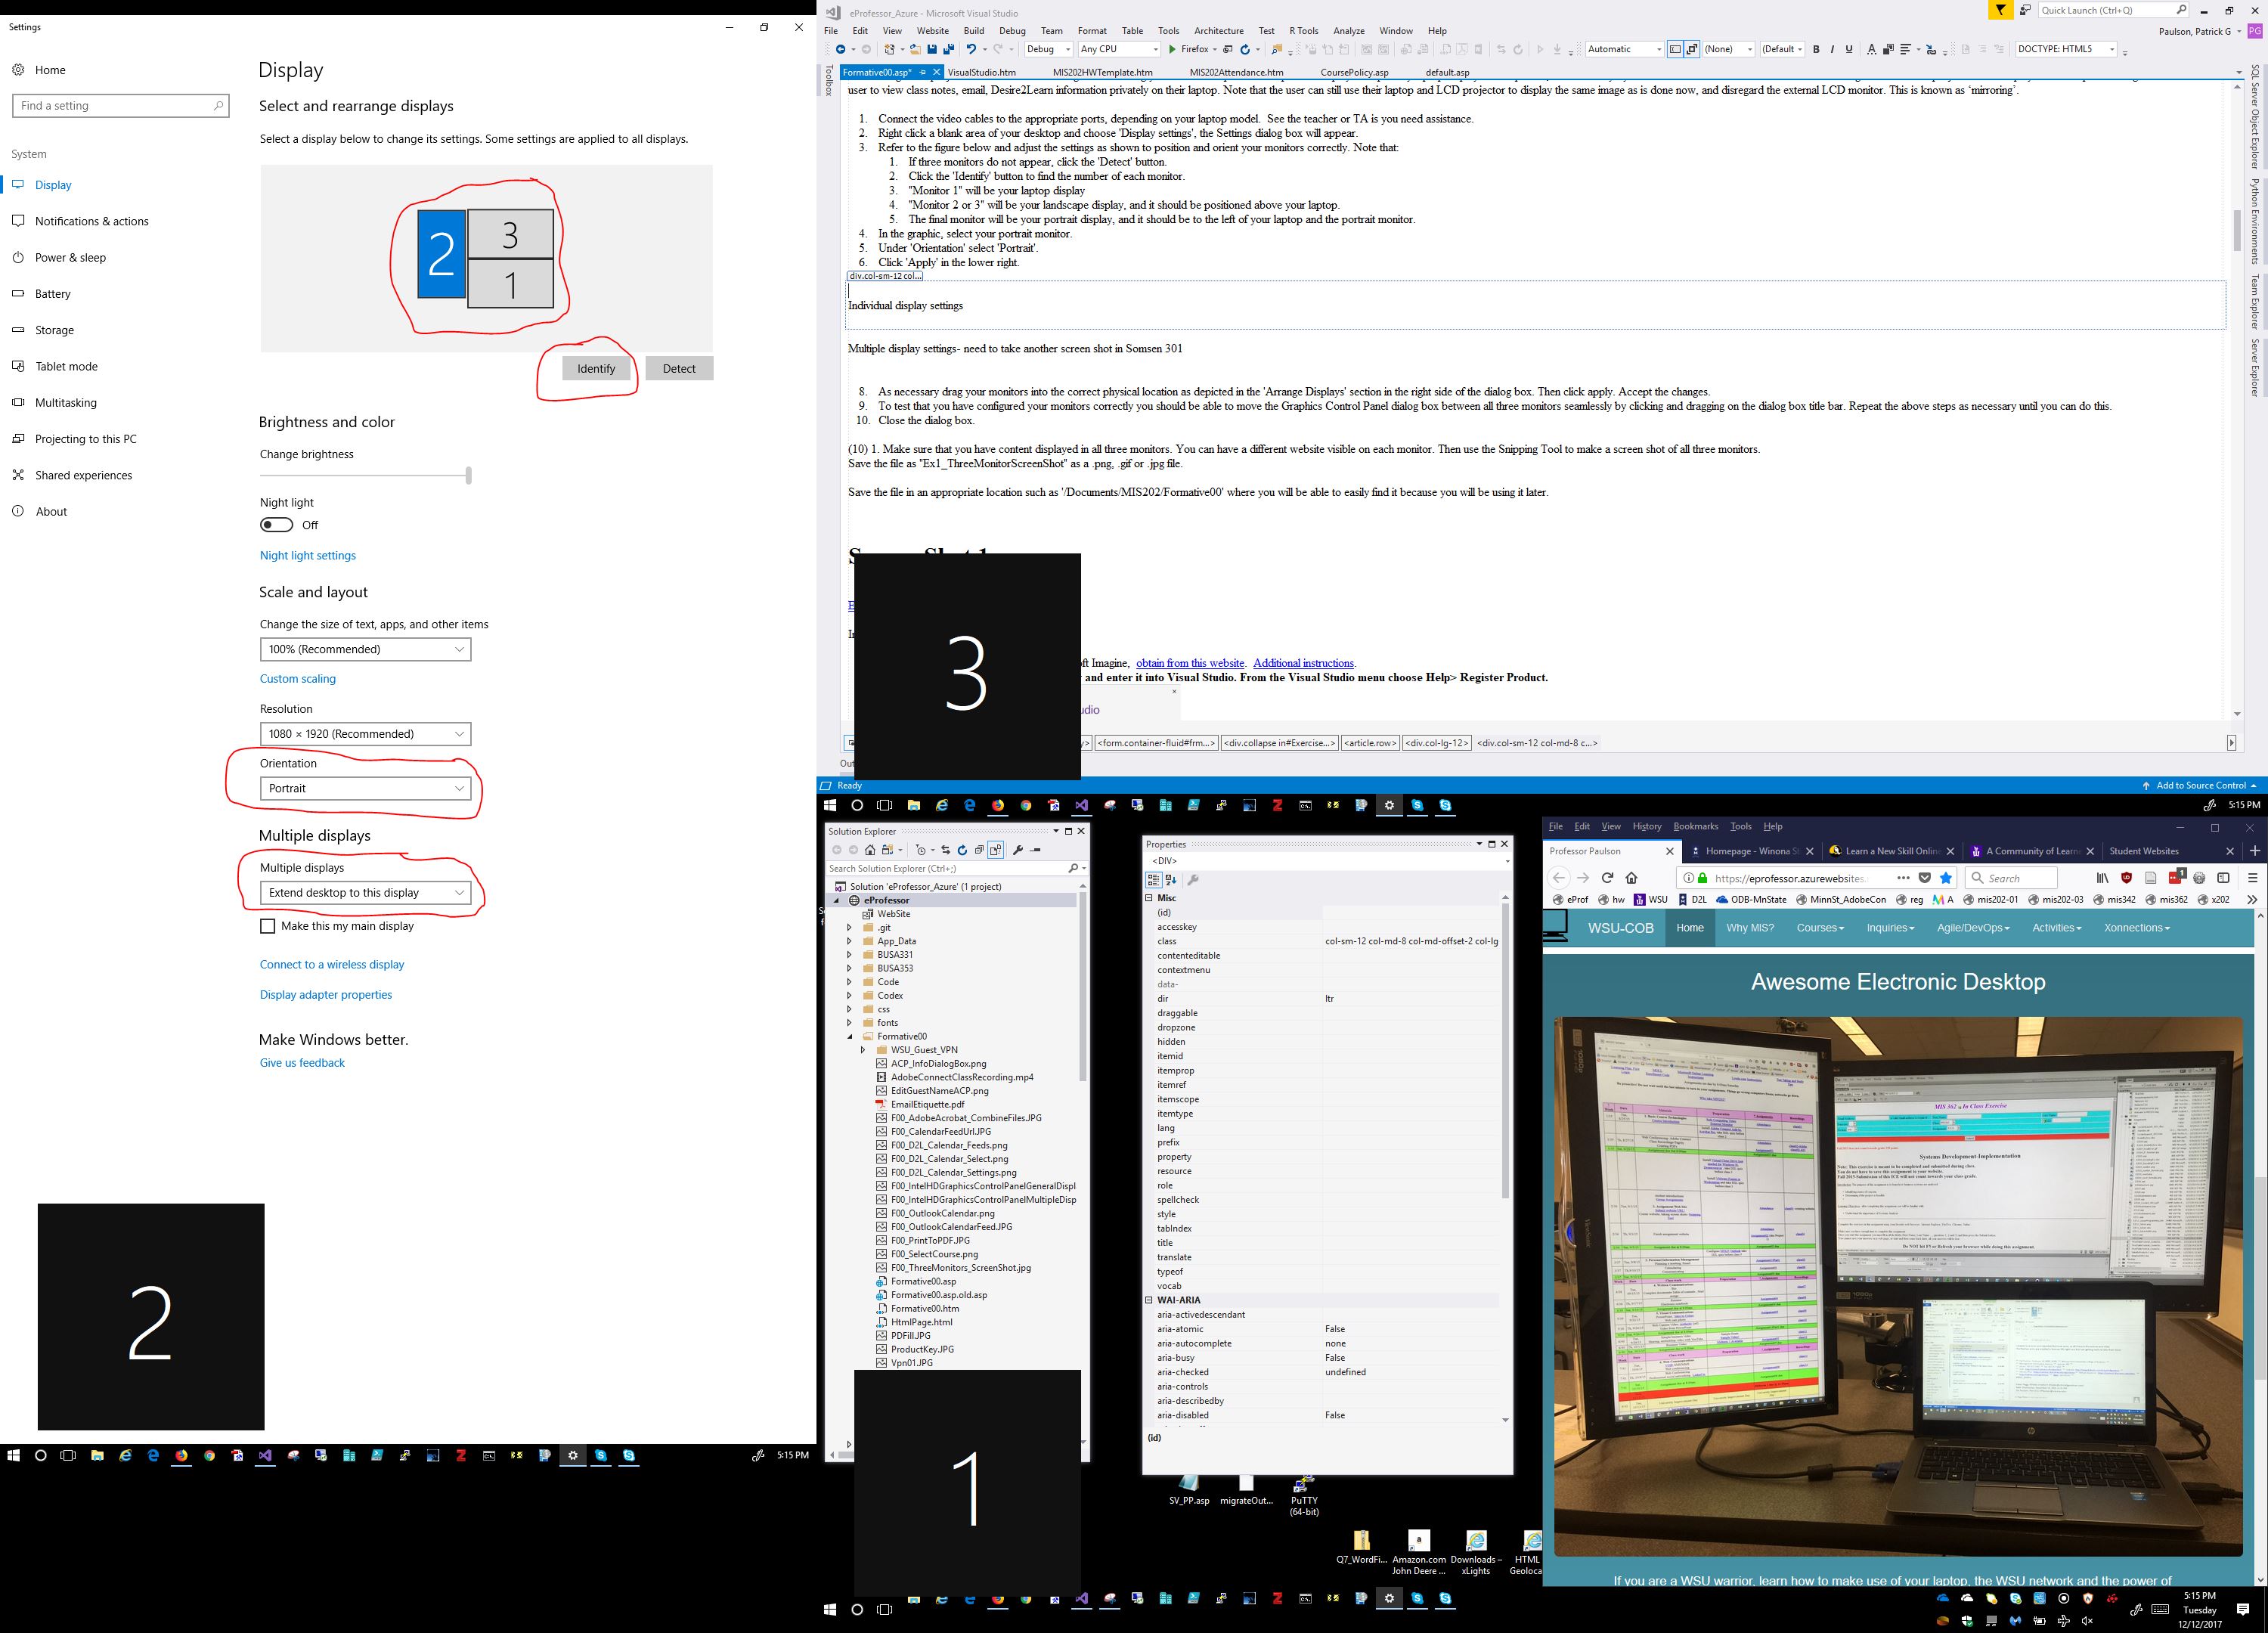 Settings
Home
Find a setting
System
Display
Notifications & actions
Power & sleep
Battery
Storage
Tablet mode
Multitasking
Projecting to this PC
Shared experiences
About
Display
Select and rearrange displays
Select a display below to change its settings. Some settings are applied to all displays.
2
3
1
Identify
Detect
Brightness and color
Change brightness
Night light
Off
Night light settings
Scale and layout
Change the size of text, apps, and other items
100% (Recommended)
Custom scaling
Resolution
1080 × 1920 (Recommended)
Orientation
Portrait
Multiple displays
Multiple displays
Extend desktop to this display
Make this my main display
Connect to a wireless display
Display adapter properties
Make Windows better.
Give us feedback
2
5:15 PM
eProfessor_Azure - Microsoft Visual Studio
Quick Launch (Ctrl+Q)
File Edit View Website Build Debug Team Format Table Tools Architecture Test R Tools Analyze Window Help
Paulson, Patrick G
PG
Debug Any CPU Firefox Automatic (None) (Default DOCTYPE: HTML5
Toolbox
Formative00.asp* VisualStudio.htm MIS202HWTemplate.htm MIS202Attendance.htm CoursePolicy.asp default.asp
SQL Server Object Explorer
Python Environments
Team Explorer
Server Explorer
user to view class notes, email, Desire2Learn information privately on their laptop. Note that the user can still use their laptop and LCD projector to display the same image as is done now, and disregard the external LCD monitor. This is known as ‘mirroring’.
1. Connect the video cables to the appropriate ports, depending on your laptop model. See the teacher or TA is you need assistance.
2. Right click a blank area of your desktop and choose 'Display settings', the Settings dialog box will appear.
3. Refer to the figure below and adjust the settings as shown to position and orient your monitors correctly. Note that:
1. If three monitors do not appear, click the 'Detect' button.
2. Click the 'Identify' button to find the number of each monitor.
3. "Monitor 1" will be your laptop display
4. "Monitor 2 or 3" will be your landscape display, and it should be positioned above your laptop.
5. The final monitor will be your portrait display, and it should be to the left of your laptop and the portrait monitor.
4. In the graphic, select your portrait monitor.
5. Under 'Orientation' select 'Portrait'.
6. Click 'Apply' in the lower right.
div.col-sm-12 col...
Individual display settings
Multiple display settings- need to take another screen shot in Somsen 301
8. As necessary drag your monitors into the correct physical location as depicted in the 'Arrange Displays' section in the right side of the dialog box. Then click apply. Accept the changes.
9. To test that you have configured your monitors correctly you should be able to move the Graphics Control Panel dialog box between all three monitors seamlessly by clicking and dragging on the dialog box title bar. Repeat the above steps as necessary until you can do this.
10. Close the dialog box.
(10) 1. Make sure that you have content displayed in all three monitors. You can have a different website visible on each monitor. Then use the Snipping Tool to make a screen shot of all three monitors.
Save the file as "Ex1_ThreeMonitorScreenShot" as a .png, .gif or .jpg file.
Save the file in an appropriate location such as '/Documents/MIS202/Formative00' where you will be able to easily find it because you will be using it later.
3
ft Imagine, obtain from this website. Additional instructions.
and enter it into Visual Studio. From the Visual Studio menu choose Help> Register Product.
udio
y> <form.container-fluid#frm...> <div.collapse in#Exercise...> <article.row> <div.col-lg-12> <div.col-sm-12 col-md-8 c...>
Out
Ready
Add to Source Control
5:15 PM
Solution Explorer
Search Solution Explorer (Ctrl+;)
Solution 'eProfessor_Azure' (1 project)
eProfessor
WebSite
.git
App_Data
BUSA331
BUSA353
Code
Codex
css
fonts
Formative00
WSU_Guest_VPN
ACP_InfoDialogBox.png
AdobeConnectClassRecording.mp4
EditGuestNameACP.png
EmailEtiquette.pdf
F00_AdobeAcrobat_CombineFiles.JPG
F00_CalendarFeedUrl.JPG
F00_D2L_Calendar_Feeds.png
F00_D2L_Calendar_Select.png
F00_D2L_Calendar_Settings.png
F00_IntelHDGraphicsControlPanelGeneralDispl
F00_IntelHDGraphicsControlPanelMultipleDisp
F00_OutlookCalendar.png
F00_OutlookCalendarFeed.JPG
F00_PrintToPDF.JPG
F00_SelectCourse.png
F00_ThreeMonitors_ScreenShot.jpg
Formative00.asp
Formative00.asp.old.asp
Formative00.htm
HtmlPage.html
PDFill.JPG
ProductKey.JPG
Vpn01.JPG
1
Properties
<DIV>
Misc
(id)
accesskey
class col-sm-12 col-md-8 col-md-offset-2 col-lg
contenteditable
contextmenu
data-
dir ltr
draggable
dropzone
hidden
itemid
itemprop
itemref
itemscope
itemtype
lang
prefix
property
resource
role
spellcheck
style
tabIndex
title
translate
typeof
vocab
WAI-ARIA
aria-activedescendant
aria-atomic False
aria-autocomplete none
aria-busy False
aria-checked undefined
aria-controls
aria-describedby
aria-disabled False
(id)
SV_PP.asp
migrateOut...
PuTTY (64-bit)
Q7_WordFi...
Amazon.com John Deere ...
Downloads – xLights
HTML Geoloca
File Edit View History Bookmarks Tools Help
Professor Paulson Homepage - Winona St Learn a New Skill Onlin A Community of Learn Student Websites
https://eprofessor.azurewebsites. Search
eProf hw WSU D2L ODB-MnState MinnSt_AdobeCon reg A mis202-01 mis202-03 mis342 mis362 x202
WSU-COB Home Why MIS? Courses Inquiries Agile/DevOps Activities Xonnections
Awesome Electronic Desktop
MIS 362 In Class Exercise
Systems Development-Implementation
If you are a WSU warrior, learn how to make use of your laptop, the WSU network and the power of
5:15 PM
Tuesday
12/12/2017